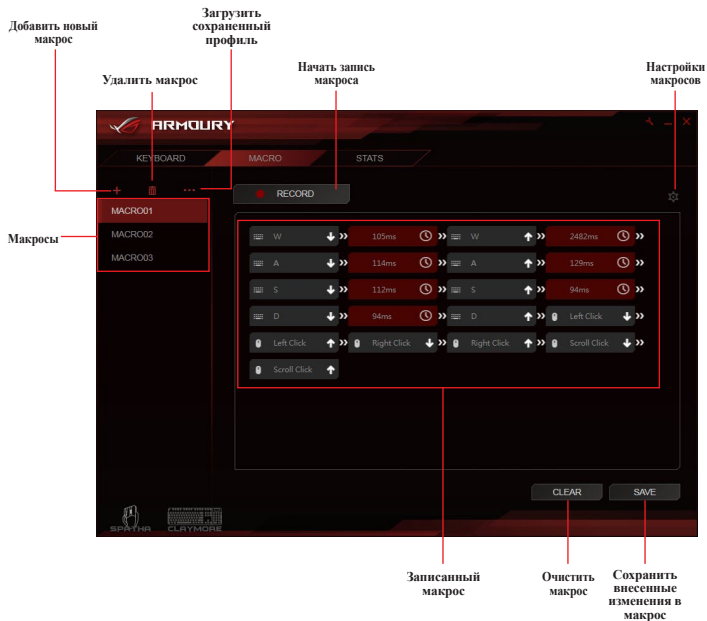 Добавить новый
макрос
Загрузить
сохраненный
профиль
Удалить макрос
Начать запись
макроса
Настройки
макросов
ARMOURY
KEYBOARD
MACRO
STATS
RECORD
Макросы
MACRO01
MACRO02
MACRO03
W 105ms W 2482ms
A 114ms A 129ms
S 112ms S 94ms
D 94ms D Left Click
Left Click Right Click Right Click Scroll Click
Scroll Click
CLEAR
SAVE
SPATHA
CLAYMORE
Записанный
макрос
Очистить
макрос
Сохранить
внесенные
изменения в
макрос